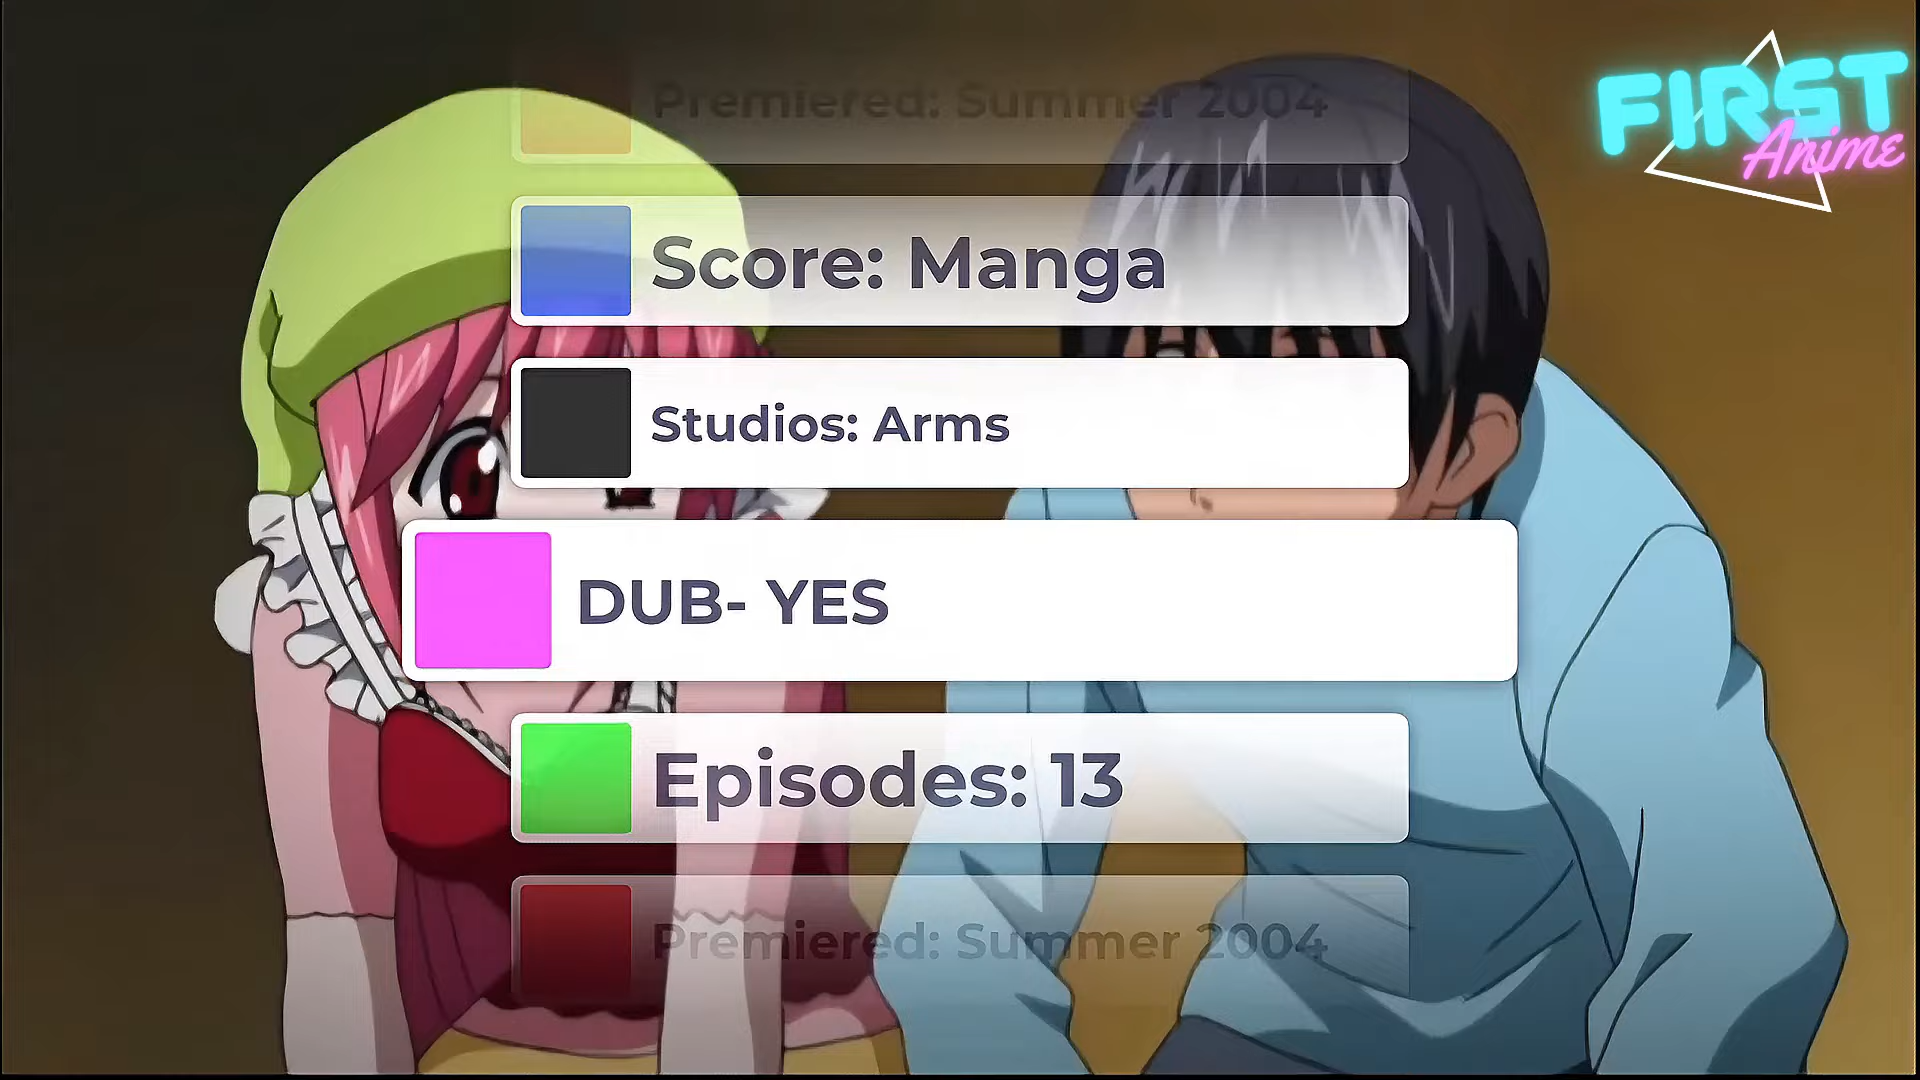 Premiered: Summer 2004
FIRST
Anime
Score: Manga
Studios: Arms
DUB- YES
Episodes: 13
Premiered: Summer 2004